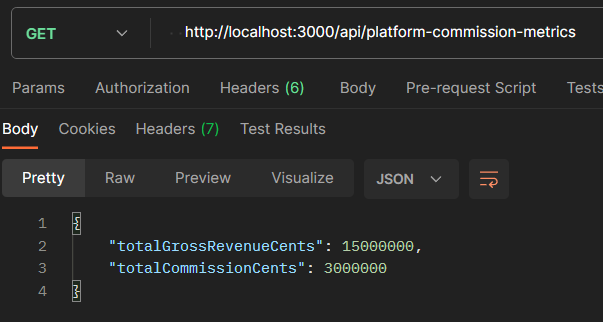 GET http://localhost:3000/api/platform-commission-metrics
Params Authorization Headers (6) Body Pre-request Script Tests
Body Cookies Headers (7) Test Results
Pretty Raw Preview Visualize JSON
1 {
2 "totalGrossRevenueCents": 15000000,
3 "totalCommissionCents": 3000000
4 }